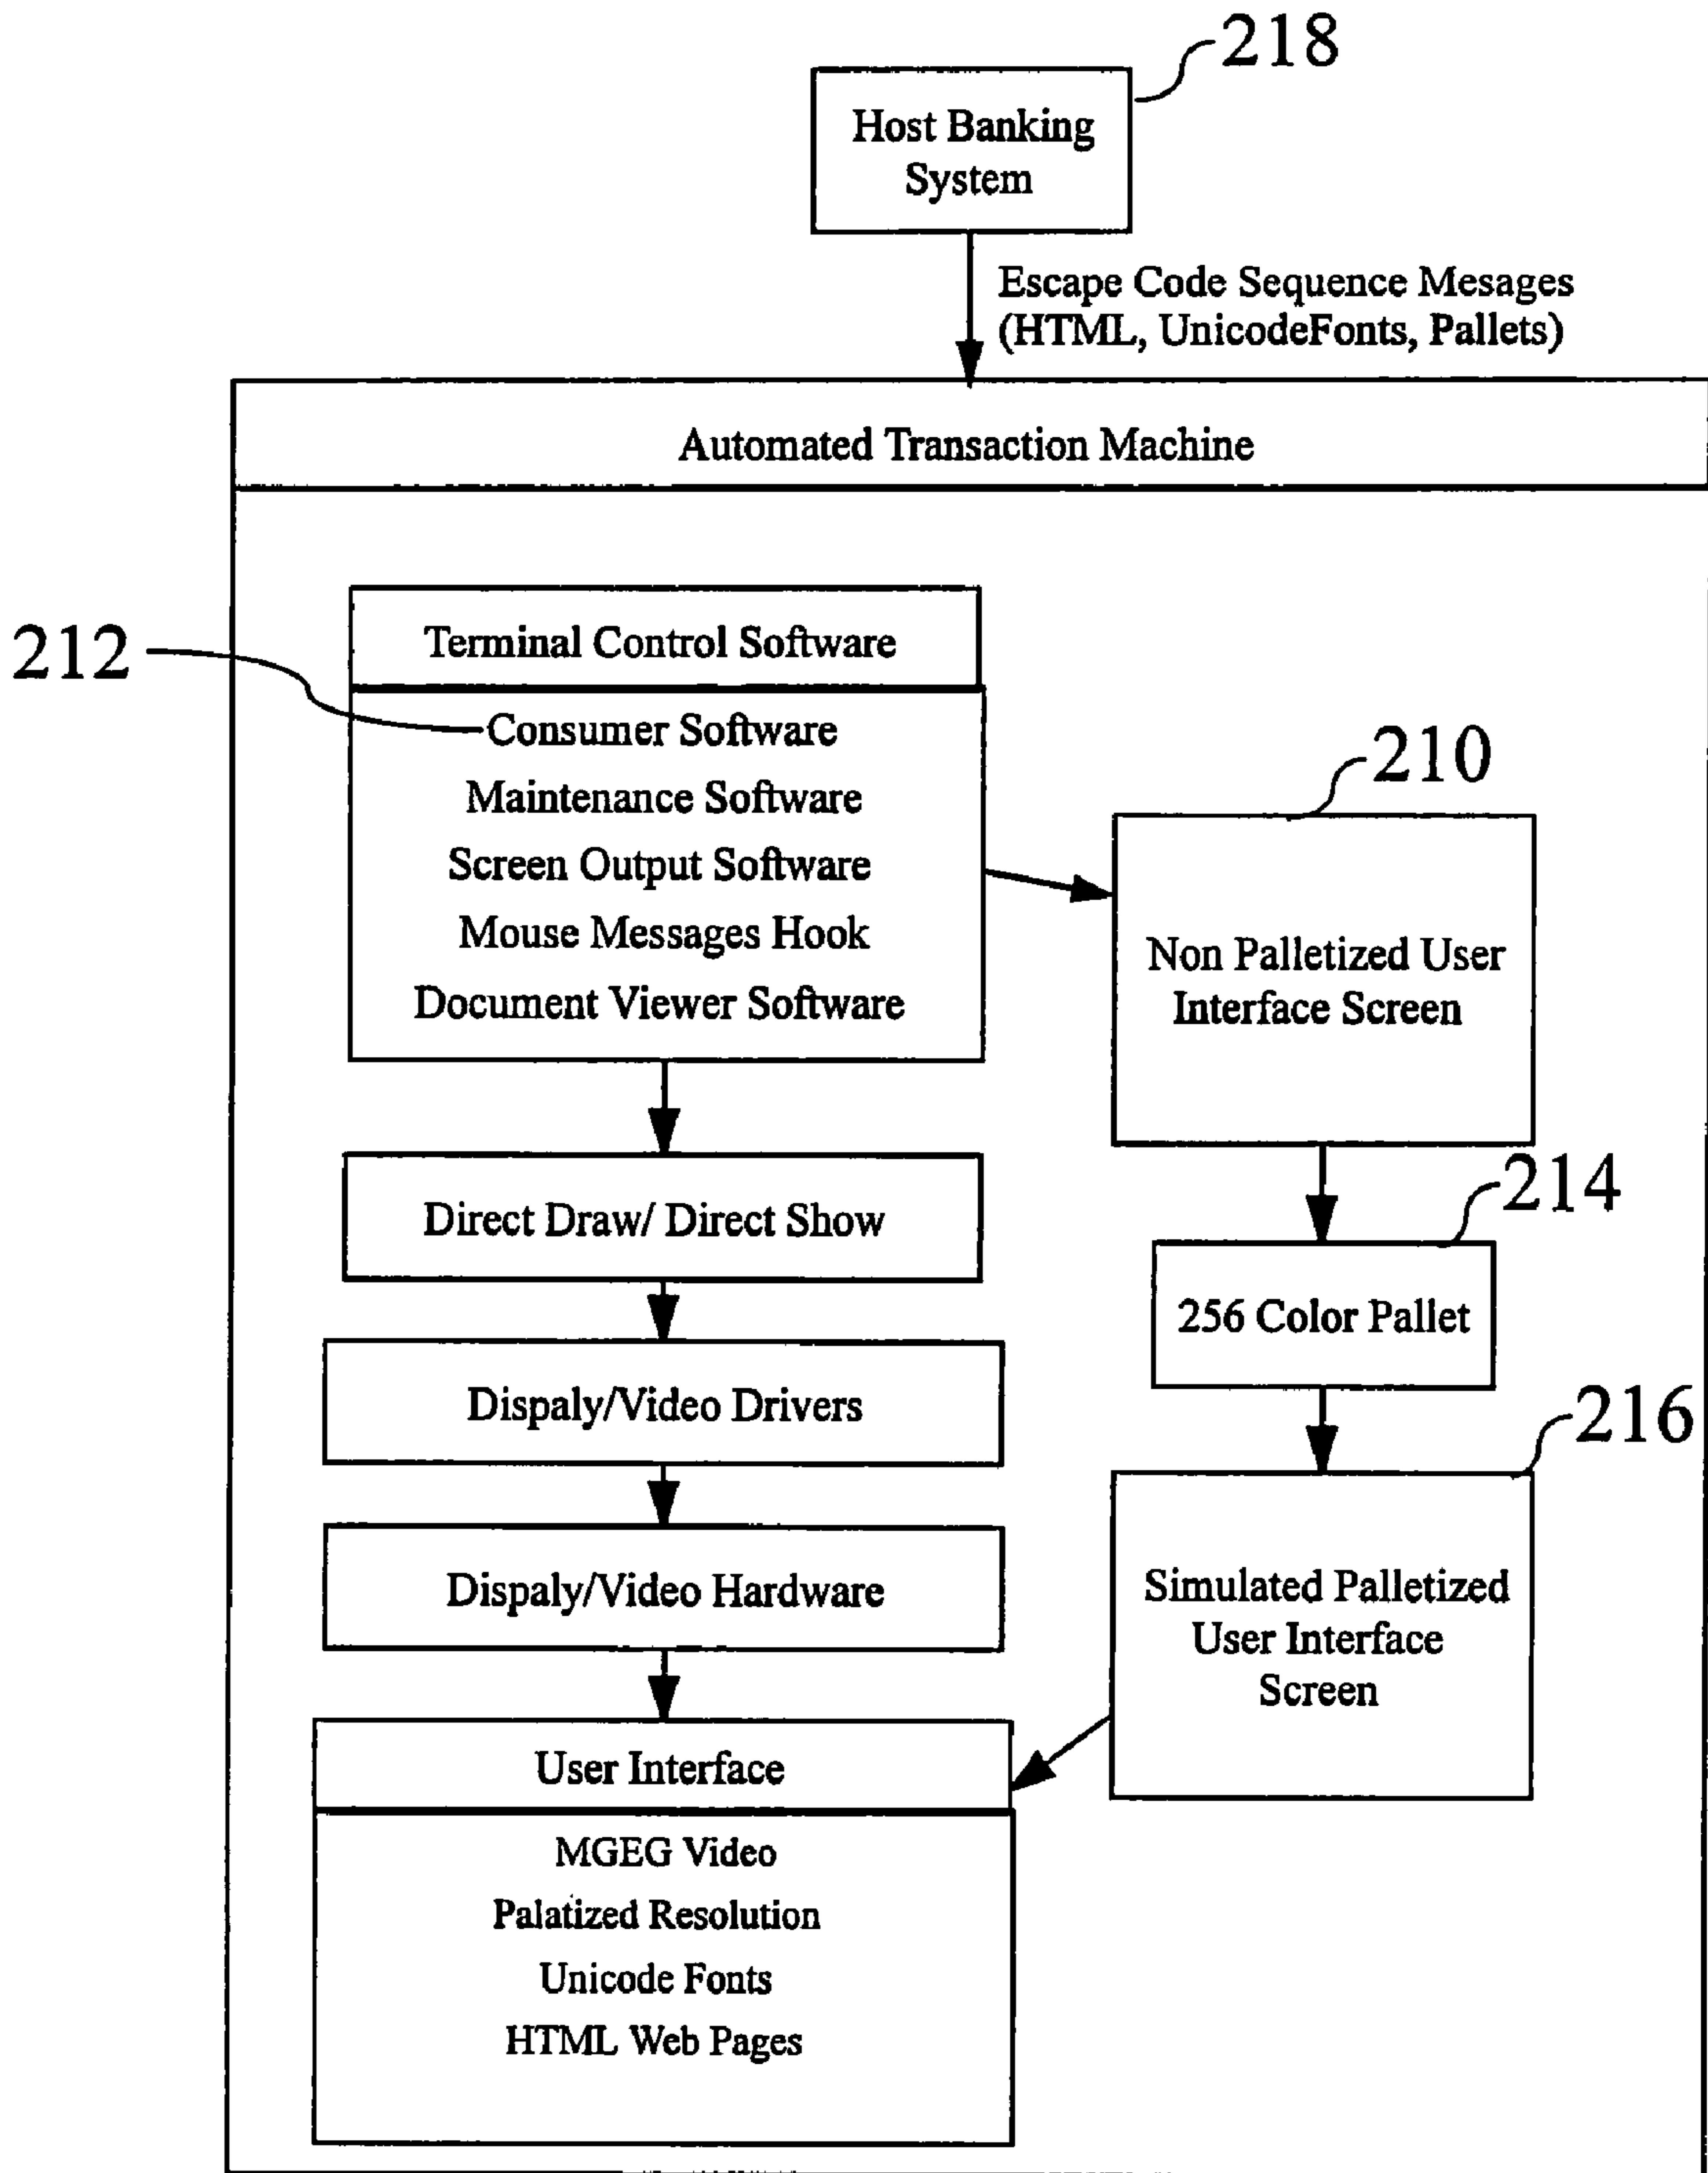 218
Host Banking
System
Escape Code Sequence Mesages
(HTML, UnicodeFonts, Pallets)
Automated Transaction Machine
212
Terminal Control Software
Consumer Software
Maintenance Software
Screen Output Software
Mouse Messages Hook
Document Viewer Software
210
Non Palletized User
Interface Screen
Direct Draw/ Direct Show
214
256 Color Pallet
Dispaly/Video Drivers
216
Dispaly/Video Hardware
Simulated Palletized
User Interface
Screen
User Interface
MGEG Video
Palatized Resolution
Unicode Fonts
HTML Web Pages